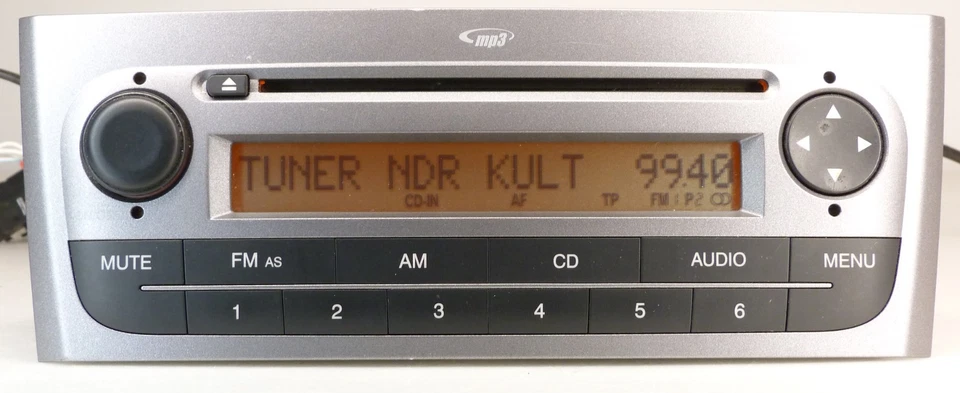 mp3
TUNER NDR KULT 99.40
CD-IN AF TP FM P2
MUTE FM AS AM CD AUDIO MENU
1 2 3 4 5 6